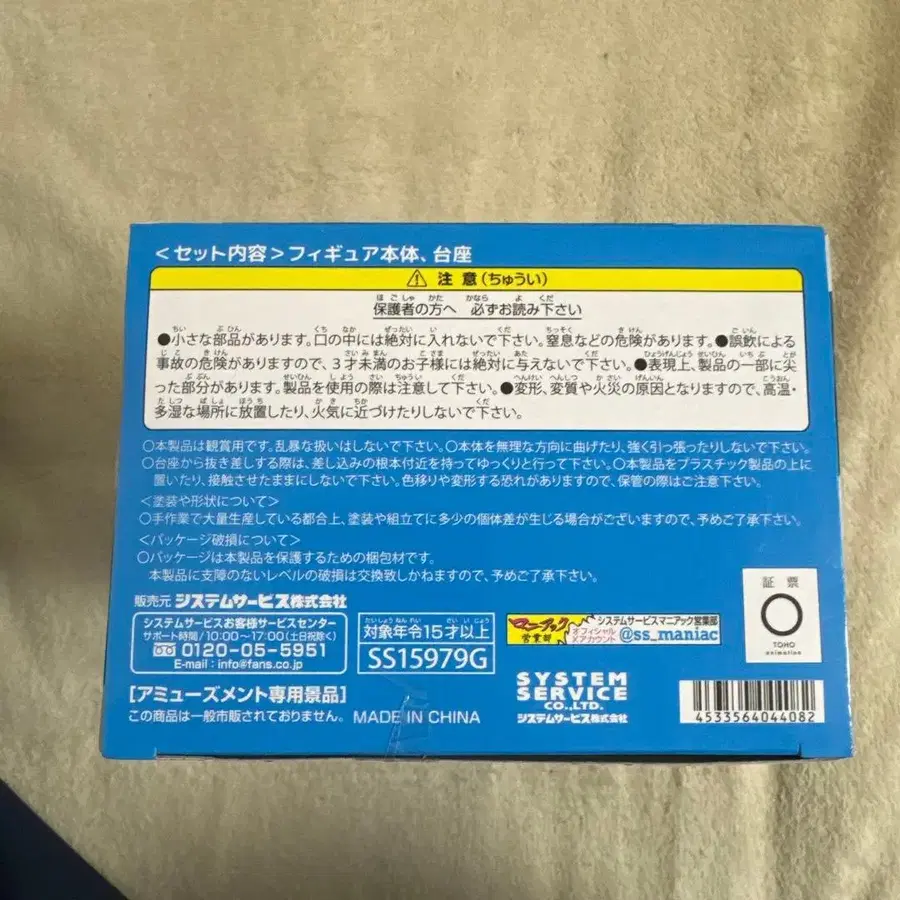 ＜セット内容＞フィギュア本体、台座
⚠ 注意(ちゅうい)
保護者の方へ 必ずお読み下さい
●小さな部品があります。口の中には絶対に入れないで下さい。窒息などの危険があります。●誤飲による
事故の危険がありますので、3才未満のお子様には絶対に与えないで下さい。●表現上、製品の一部に尖
った部分があります。製品を使用の際は注意して下さい。●変形、変質や火災の原因となりますので、高温・
多湿な場所に放置したり、火気に近づけたりしないで下さい。
○本製品は観賞用です。乱暴な扱いはしないで下さい。○本体を無理な方向に曲げたり、強く引っ張ったりしないで下さい。
○台座から抜き差しする際は、差し込みの根本付近を持ってゆっくりと行って下さい。○本製品をプラスチック製品の上に
置いたり、接触させたままにしないで下さい。色移りや変形する恐れがありますので、保管の際はご注意下さい。
＜塗装や形状について＞
○手作業で大量生産している都合上、塗装や組立てに多少の個体差が生じる場合がございますので、予めご了承下さい。
＜パッケージ破損について＞
○パッケージは本製品を保護するための梱包材です。
本製品に支障のないレベルの破損は交換致しかねますので、予めご了承下さい。
販売元 システムサービス株式会社
システムサービスお客様サービスセンター
サポート時間/10:00〜17:00(土日祝除く)
0120-05-5951
E-mail : info@fans.co.jp
たいしょうねんれい さいいじょう
対象年令15才以上
SS15979G
マニアック
営業部
システムサービスマニアック営業部
オフィシャル
Xアカウント
@ss_maniac
証票
TOHO
animation
【アミューズメント専用景品】
この商品は一般市販されておりません。
MADE IN CHINA
SYSTEM
SERVICE
CO.,LTD.
システムサービス株式会社
4533564044082